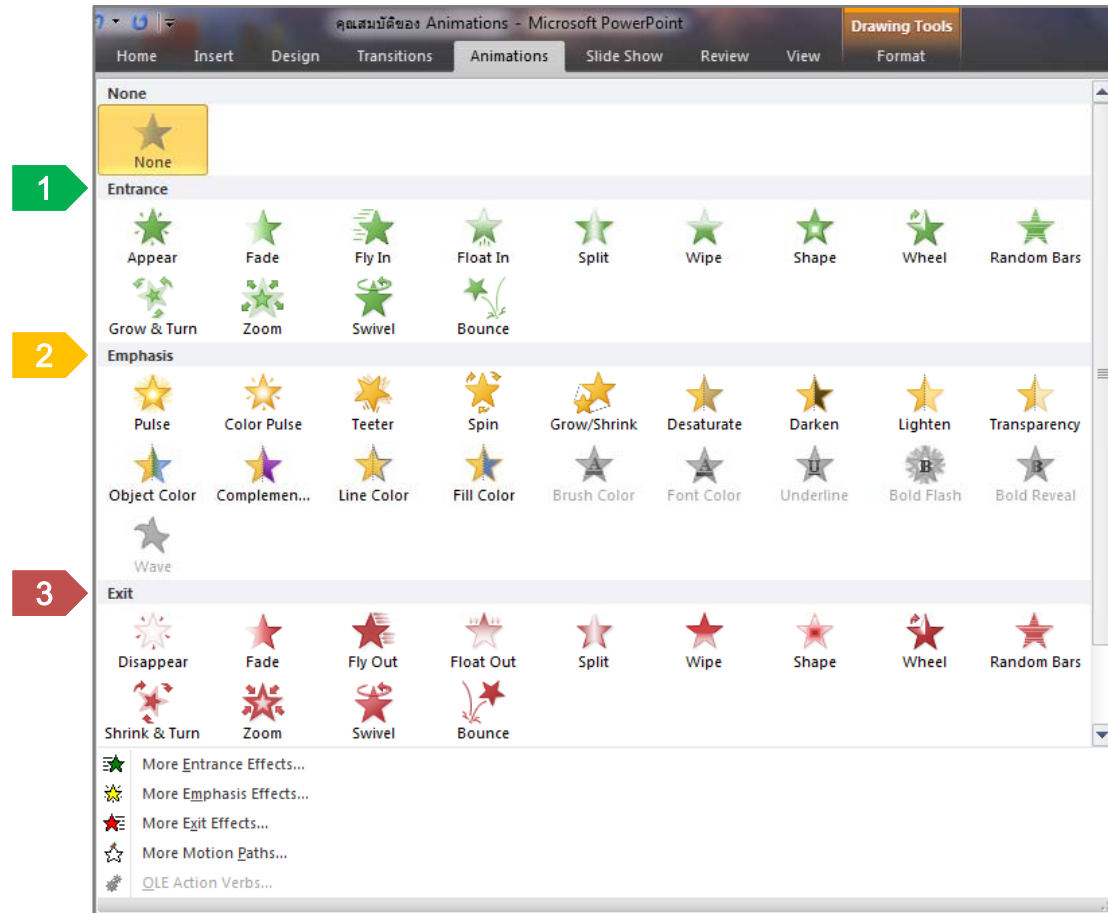 คุณสมบัติของ Animations - Microsoft PowerPoint
Drawing Tools
Home Insert Design Transitions Animations Slide Show Review View Format
None
None
1
Entrance
Appear Fade Fly In Float In Split Wipe Shape Wheel Random Bars
Grow & Turn Zoom Swivel Bounce
2
Emphasis
Pulse Color Pulse Teeter Spin Grow/Shrink Desaturate Darken Lighten Transparency
Object Color Complemen... Line Color Fill Color Brush Color Font Color Underline Bold Flash Bold Reveal
Wave
3
Exit
Disappear Fade Fly Out Float Out Split Wipe Shape Wheel Random Bars
Shrink & Turn Zoom Swivel Bounce
More Entrance Effects...
More Emphasis Effects...
More Exit Effects...
More Motion Paths...
OLE Action Verbs...